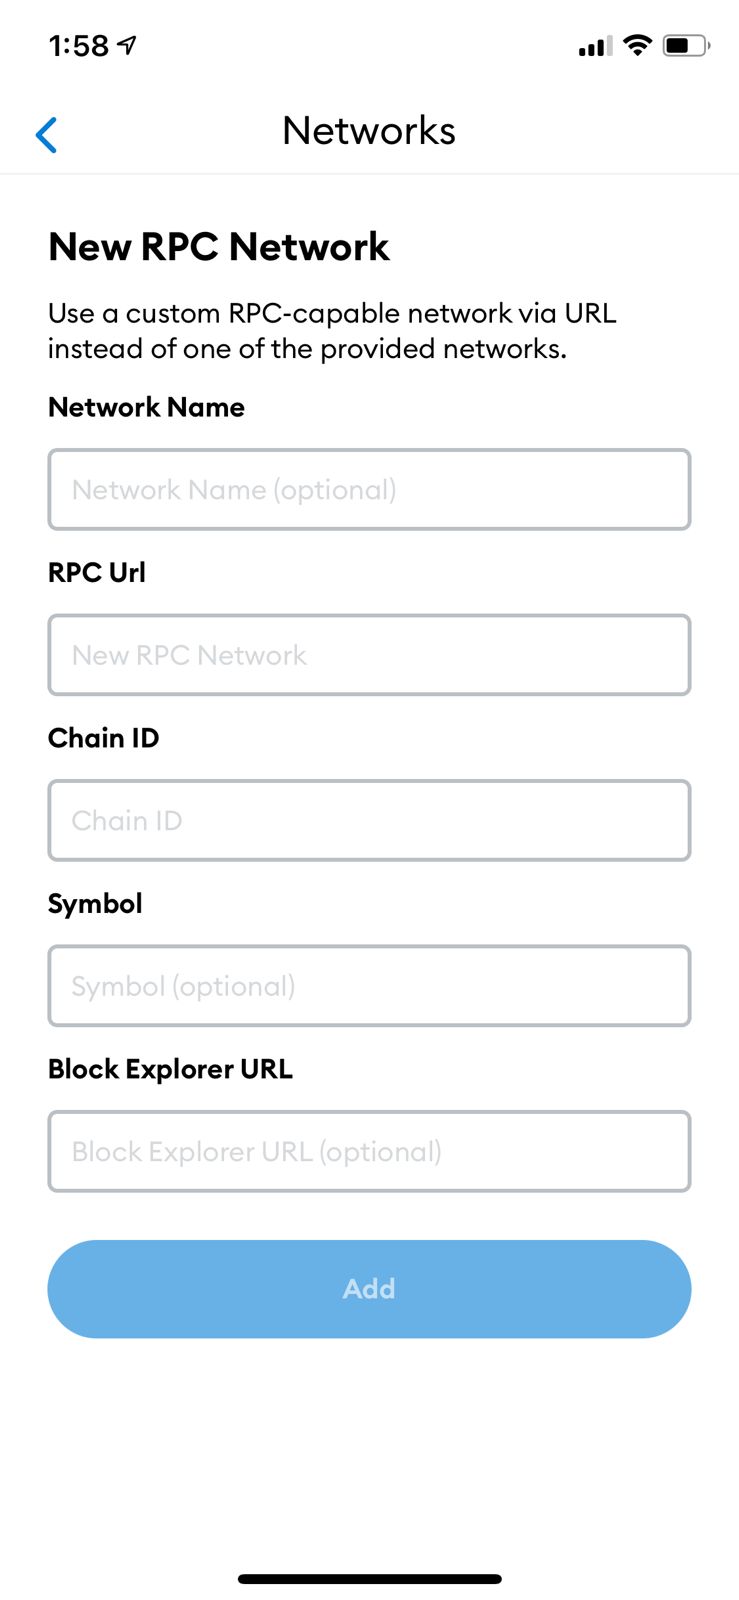 1:58
Networks
New RPC Network
Use a custom RPC-capable network via URL
instead of one of the provided networks.
Network Name
Network Name (optional)
RPC Url
New RPC Network
Chain ID
Chain ID
Symbol
Symbol (optional)
Block Explorer URL
Block Explorer URL (optional)
Add